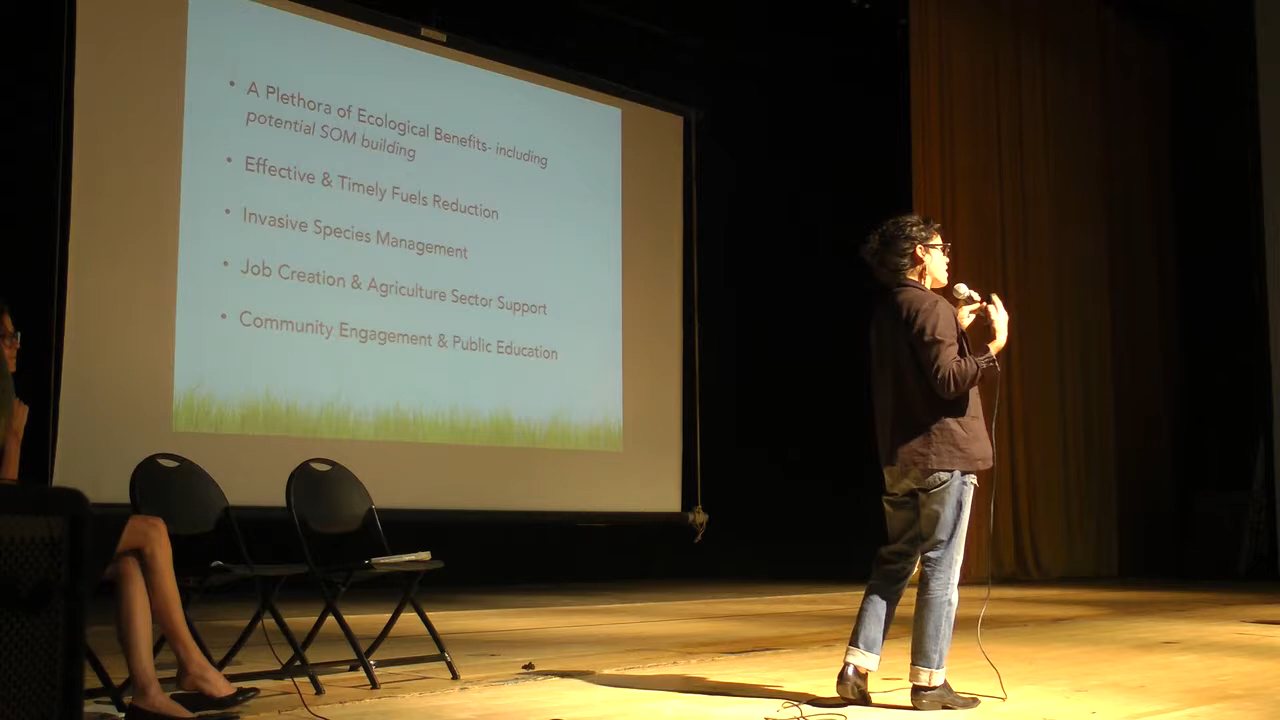 • A Plethora of Ecological Benefits- including
potential SOM building
• Effective & Timely Fuels Reduction
• Invasive Species Management
• Job Creation & Agriculture Sector Support
• Community Engagement & Public Education